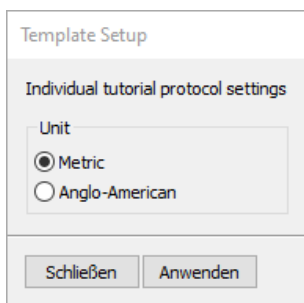 Template Setup
Individual tutorial protocol settings
Unit
Metric
Anglo-American
Schließen Anwenden